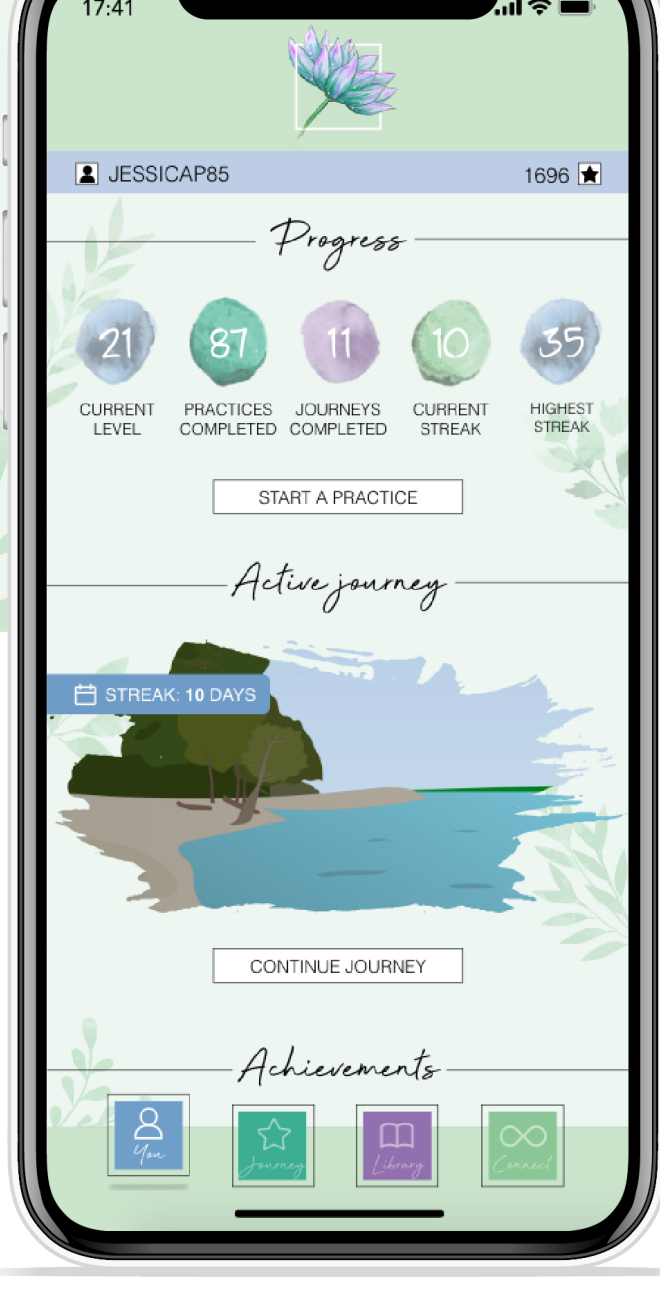 17:41
JESSICAP85 1696
Progress
21 87 11 10 35
CURRENT LEVEL PRACTICES COMPLETED JOURNEYS COMPLETED CURRENT STREAK HIGHEST STREAK
START A PRACTICE
Active journey
STREAK: 10 DAYS
CONTINUE JOURNEY
Achievements
You Journey Library Connect